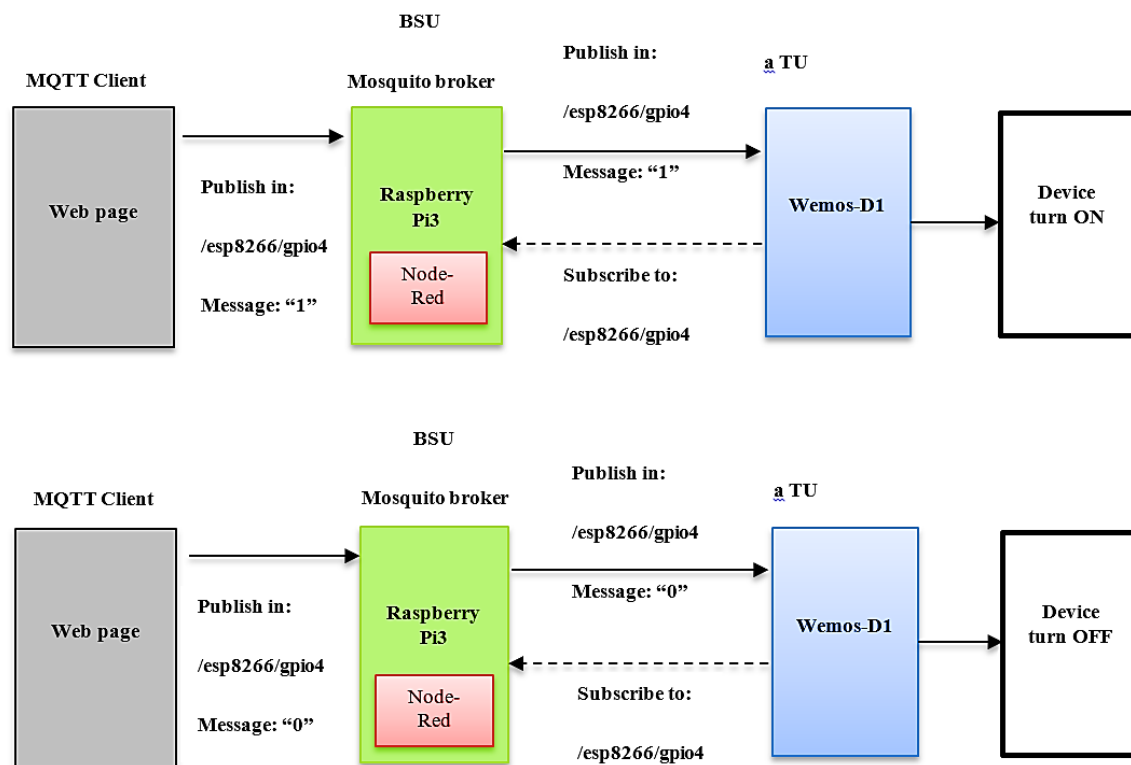 BSU
MQTT Client
Mosquito broker
Publish in:
/esp8266/gpio4
Message: “1”
a TU
Web page
Publish in:
/esp8266/gpio4
Message: “1”
Raspberry
Pi3
Node-
Red
Subscribe to:
/esp8266/gpio4
Wemos-D1
Device
turn ON
BSU
MQTT Client
Mosquito broker
Publish in:
/esp8266/gpio4
Message: “0”
a TU
Web page
Publish in:
/esp8266/gpio4
Message: “0”
Raspberry
Pi3
Node-
Red
Subscribe to:
/esp8266/gpio4
Wemos-D1
Device
turn OFF